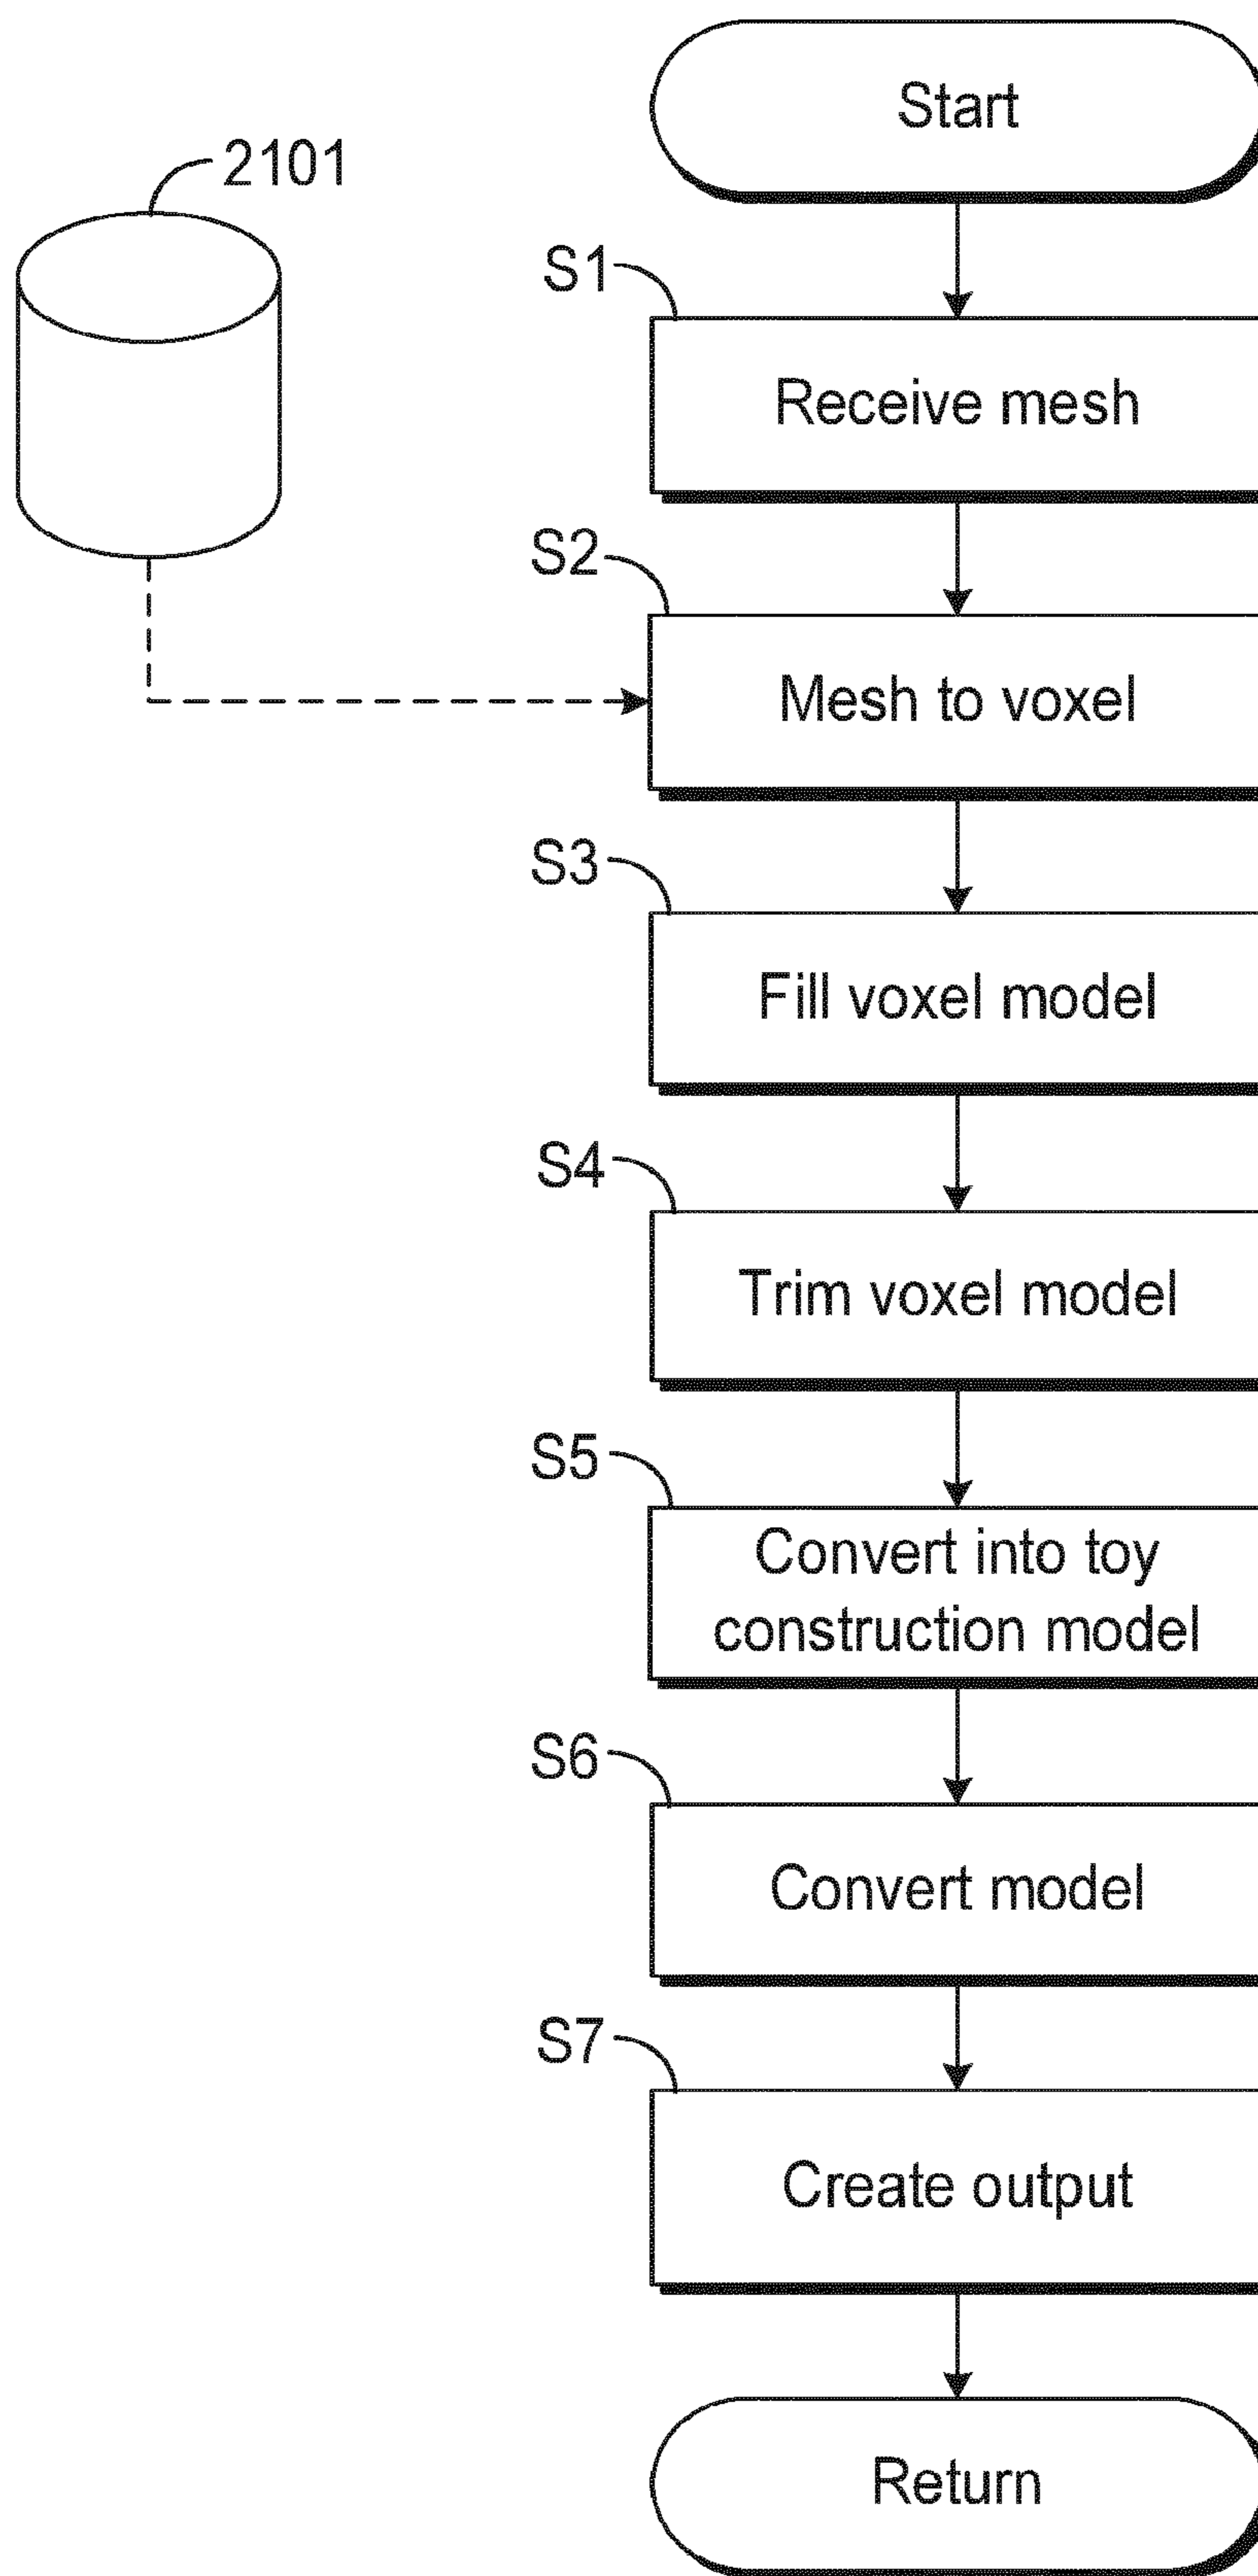 Start
2101
S1
Receive mesh
S2
Mesh to voxel
S3
Fill voxel model
S4
Trim voxel model
S5
Convert into toy
construction model
S6
Convert model
S7
Create output
Return